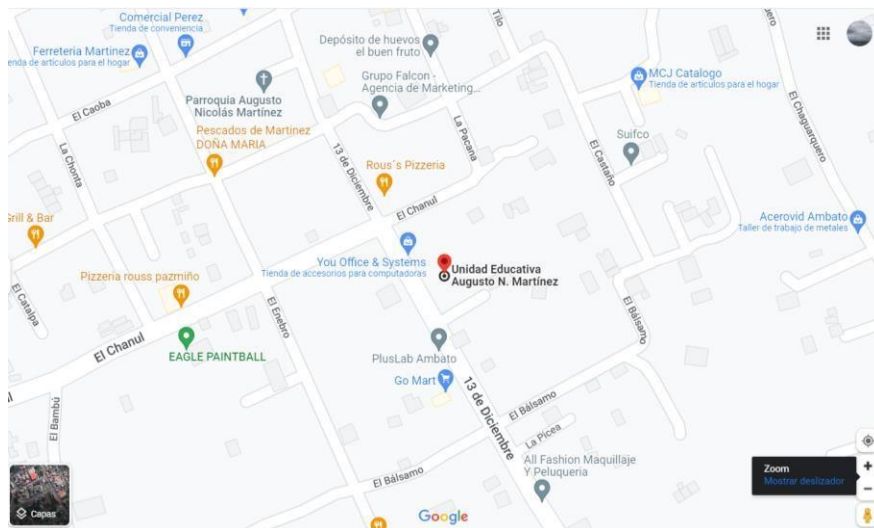 Comercial Perez
Tienda de conveniencia
Tilo
Ferreteria Martinez
enda de artículos para el hogar
Depósito de huevos
el buen fruto
El Chaguarquero
Grupo Falcon -
Agencia de Marketing...
MCJ Catalogo
Tienda de artículos para el hogar
Parroquia Augusto
Nicolás Martínez
El Caoba
La Pacana
Pescados de Martinez
DOÑA MARIA
Suifco
La Chonta
13 de Diciembre
Rous´s Pizzeria
El Castaño
El Chanul
Grill & Bar
Acerovid Ambato
Taller de trabajo de metales
You Office & Systems
Tienda de accesorios para computadoras
Unidad Educativa
Augusto N. Martínez
Pizzeria rouss pazmiño
El Catalpa
El Enebro
El Bálsamo
El Chanul
EAGLE PAINTBALL
PlusLab Ambato
Go Mart
13 de Diciembre
El Bálsamo
El Bambú
La Picea
El Bálsamo
All Fashion Maquillaje
Y Peluqueria
Zoom
Mostrar deslizador
Capas
Google